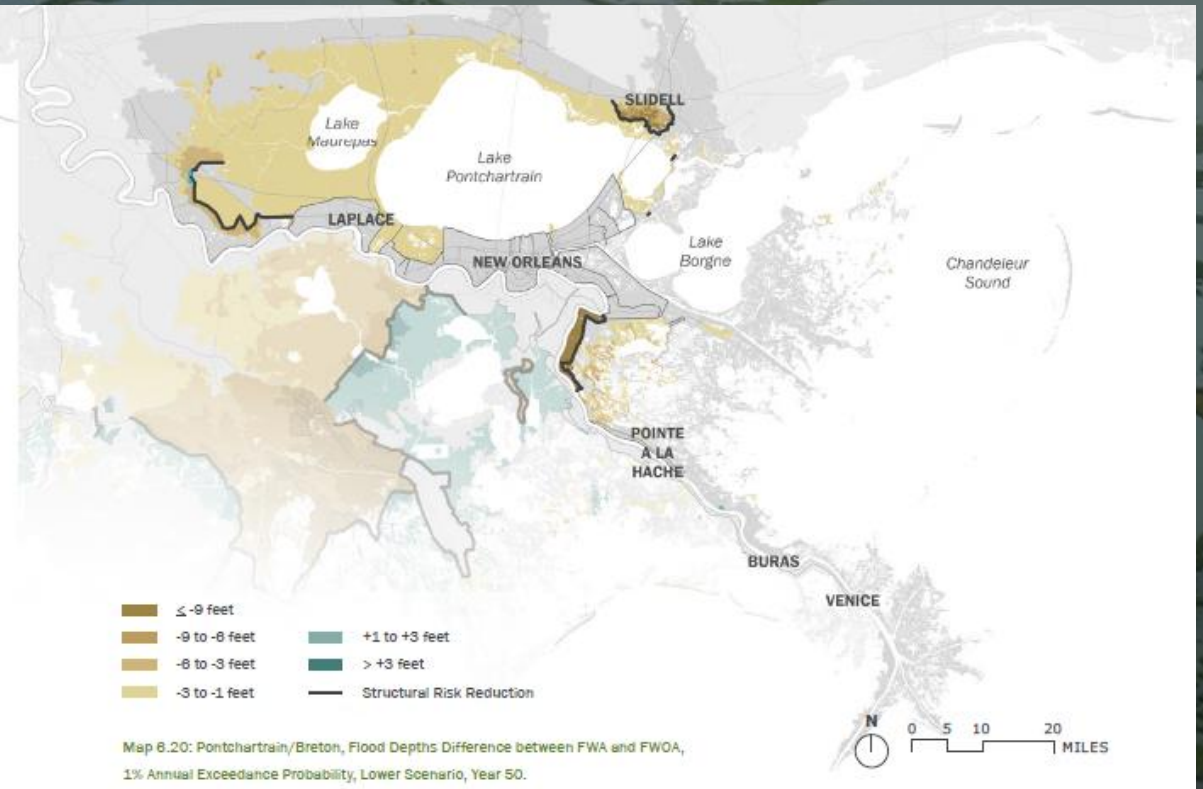 SLIDELL
Lake
Maurepas
Lake
Pontchartrain
LAPLACE
NEW ORLEANS
Lake
Borgne
Chandeleur
Sound
POINTE
A LA
HACHE
BURAS
VENICE
≤ -9 feet
-9 to -6 feet
+1 to +3 feet
-6 to -3 feet
> +3 feet
-3 to -1 feet
Structural Risk Reduction
N
0 5 10 20
MILES
Map 6.20: Pontchartrain/Breton, Flood Depths Difference between FWA and FWOA,
1% Annual Exceedance Probability, Lower Scenario, Year 50.